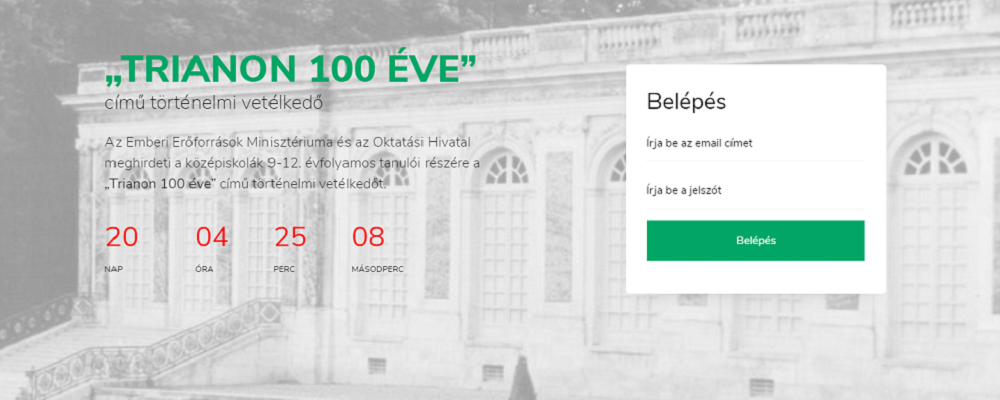 „TRIANON 100 ÉVE”
című történelmi vetélkedő
Az Emberi Erőforrások Minisztériuma és az Oktatási Hivatal
meghirdeti a középiskolák 9-12. évfolyamos tanulói részére a
„Trianon 100 éve” című történelmi vetélkedőt.
20 04 25 08
NAP ÓRA PERC MÁSODPERC
Belépés
Írja be az email címet
Írja be a jelszót
Belépés